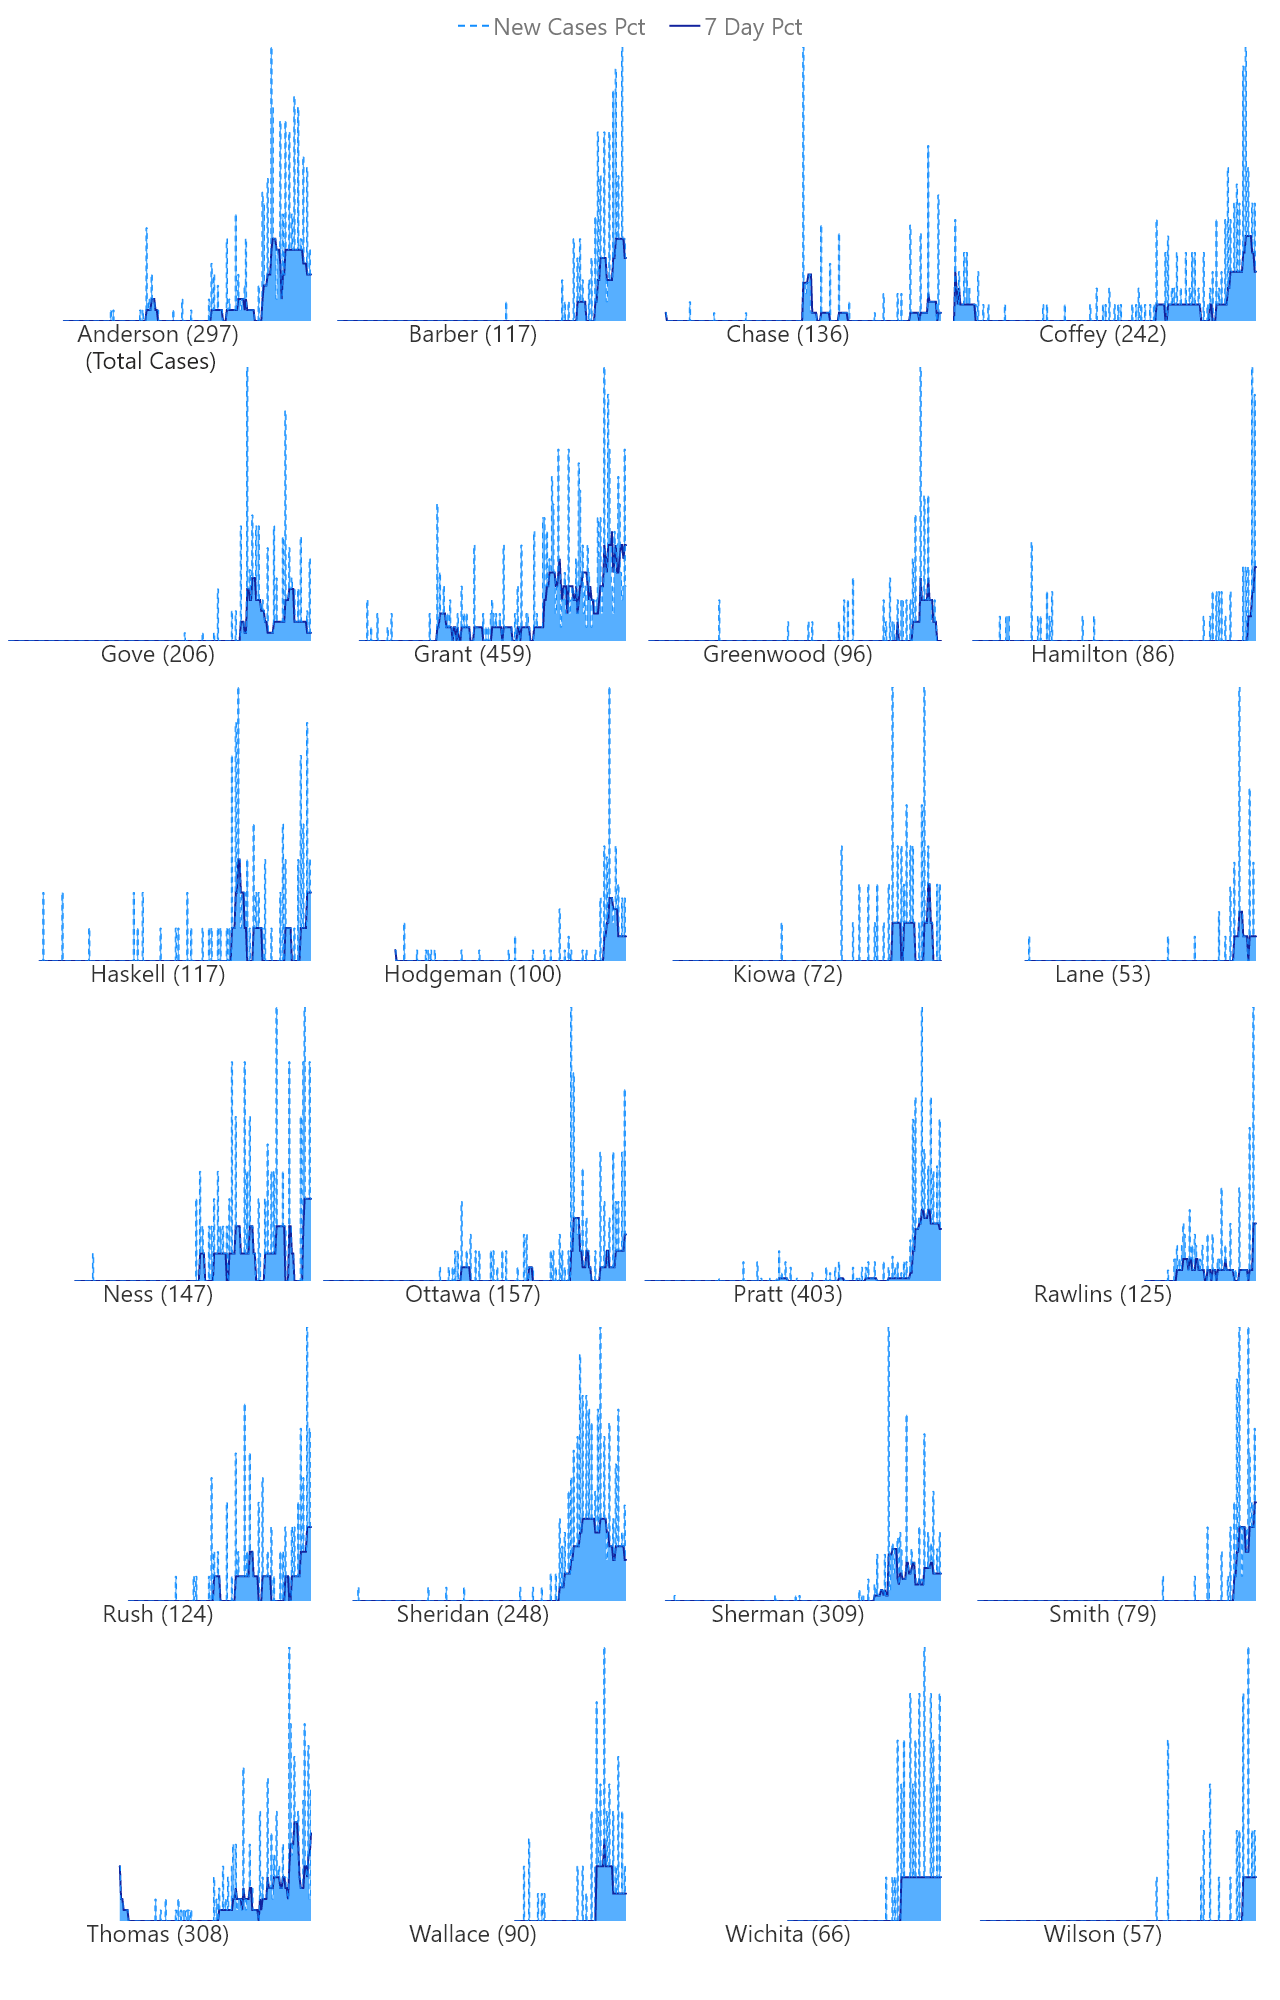 New Cases Pct 7 Day Pct
Anderson (297) Barber (117) Chase (136) Coffey (242)
(Total Cases)
Gove (206) Grant (459) Greenwood (96) Hamilton (86)
Haskell (117) Hodgeman (100) Kiowa (72) Lane (53)
Ness (147) Ottawa (157) Pratt (403) Rawlins (125)
Rush (124) Sheridan (248) Sherman (309) Smith (79)
Thomas (308) Wallace (90) Wichita (66) Wilson (57)